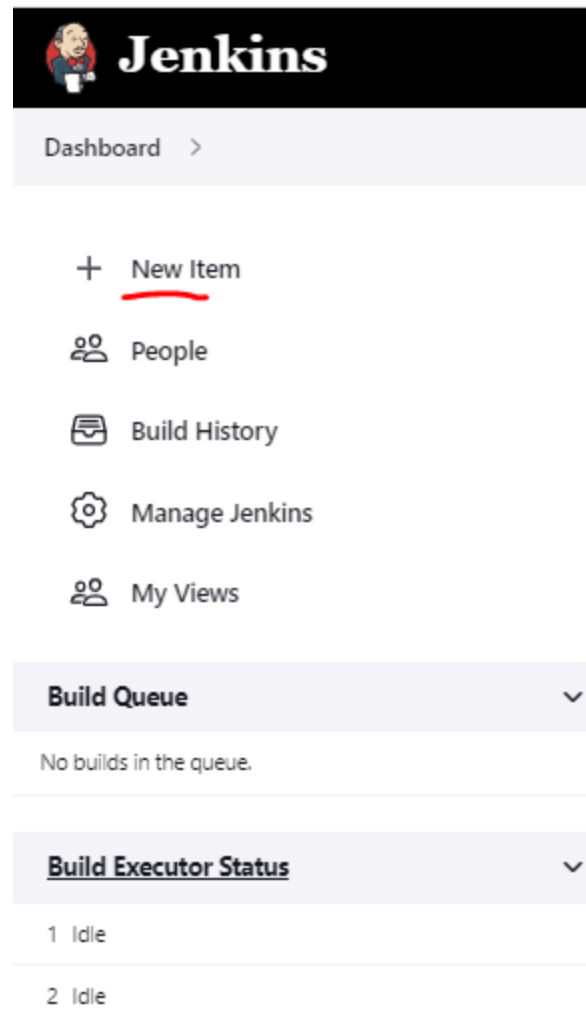 Jenkins
Dashboard >
+ New Item
People
Build History
Manage Jenkins
My Views
Build Queue
No builds in the queue.
Build Executor Status
1 Idle
2 Idle